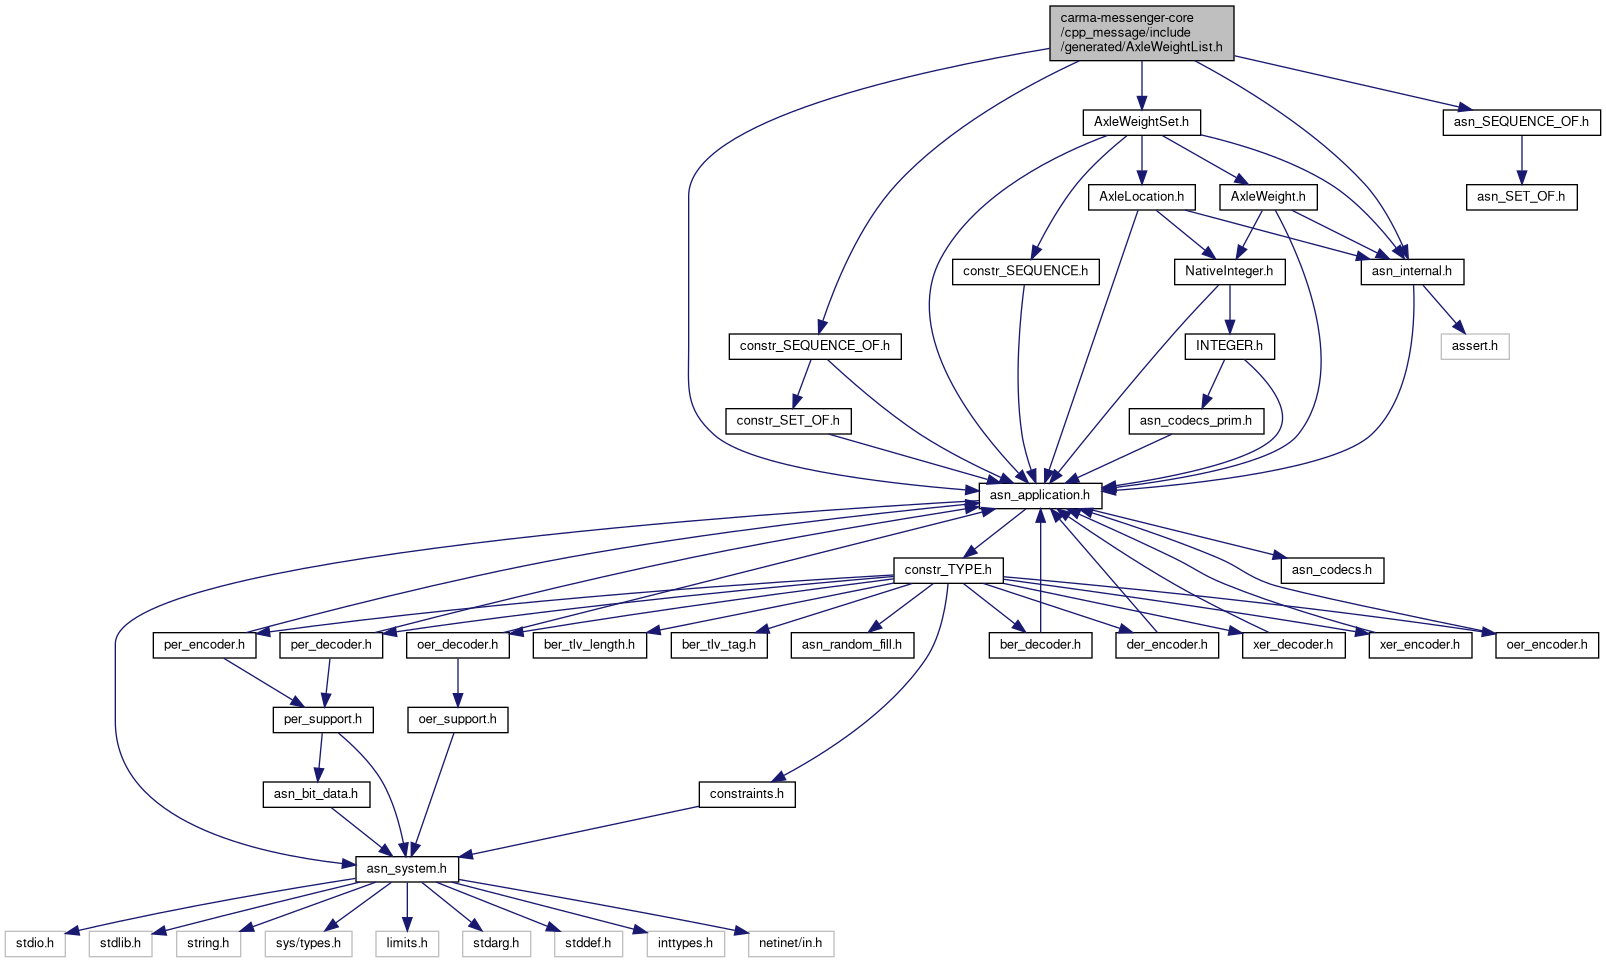 carma-messenger-core
/cpp_message/include
/generated/AxleWeightList.h
AxleWeightSet.h
asn_SEQUENCE_OF.h
AxleLocation.h
AxleWeight.h
asn_SET_OF.h
constr_SEQUENCE.h
NativeInteger.h
asn_internal.h
constr_SEQUENCE_OF.h
INTEGER.h
assert.h
constr_SET_OF.h
asn_codecs_prim.h
asn_application.h
constr_TYPE.h
asn_codecs.h
per_encoder.h
per_decoder.h
oer_decoder.h
ber_tlv_length.h
ber_tlv_tag.h
asn_random_fill.h
ber_decoder.h
der_encoder.h
xer_decoder.h
xer_encoder.h
oer_encoder.h
per_support.h
oer_support.h
asn_bit_data.h
constraints.h
asn_system.h
stdio.h
stdlib.h
string.h
sys/types.h
limits.h
stdarg.h
stddef.h
inttypes.h
netinet/in.h